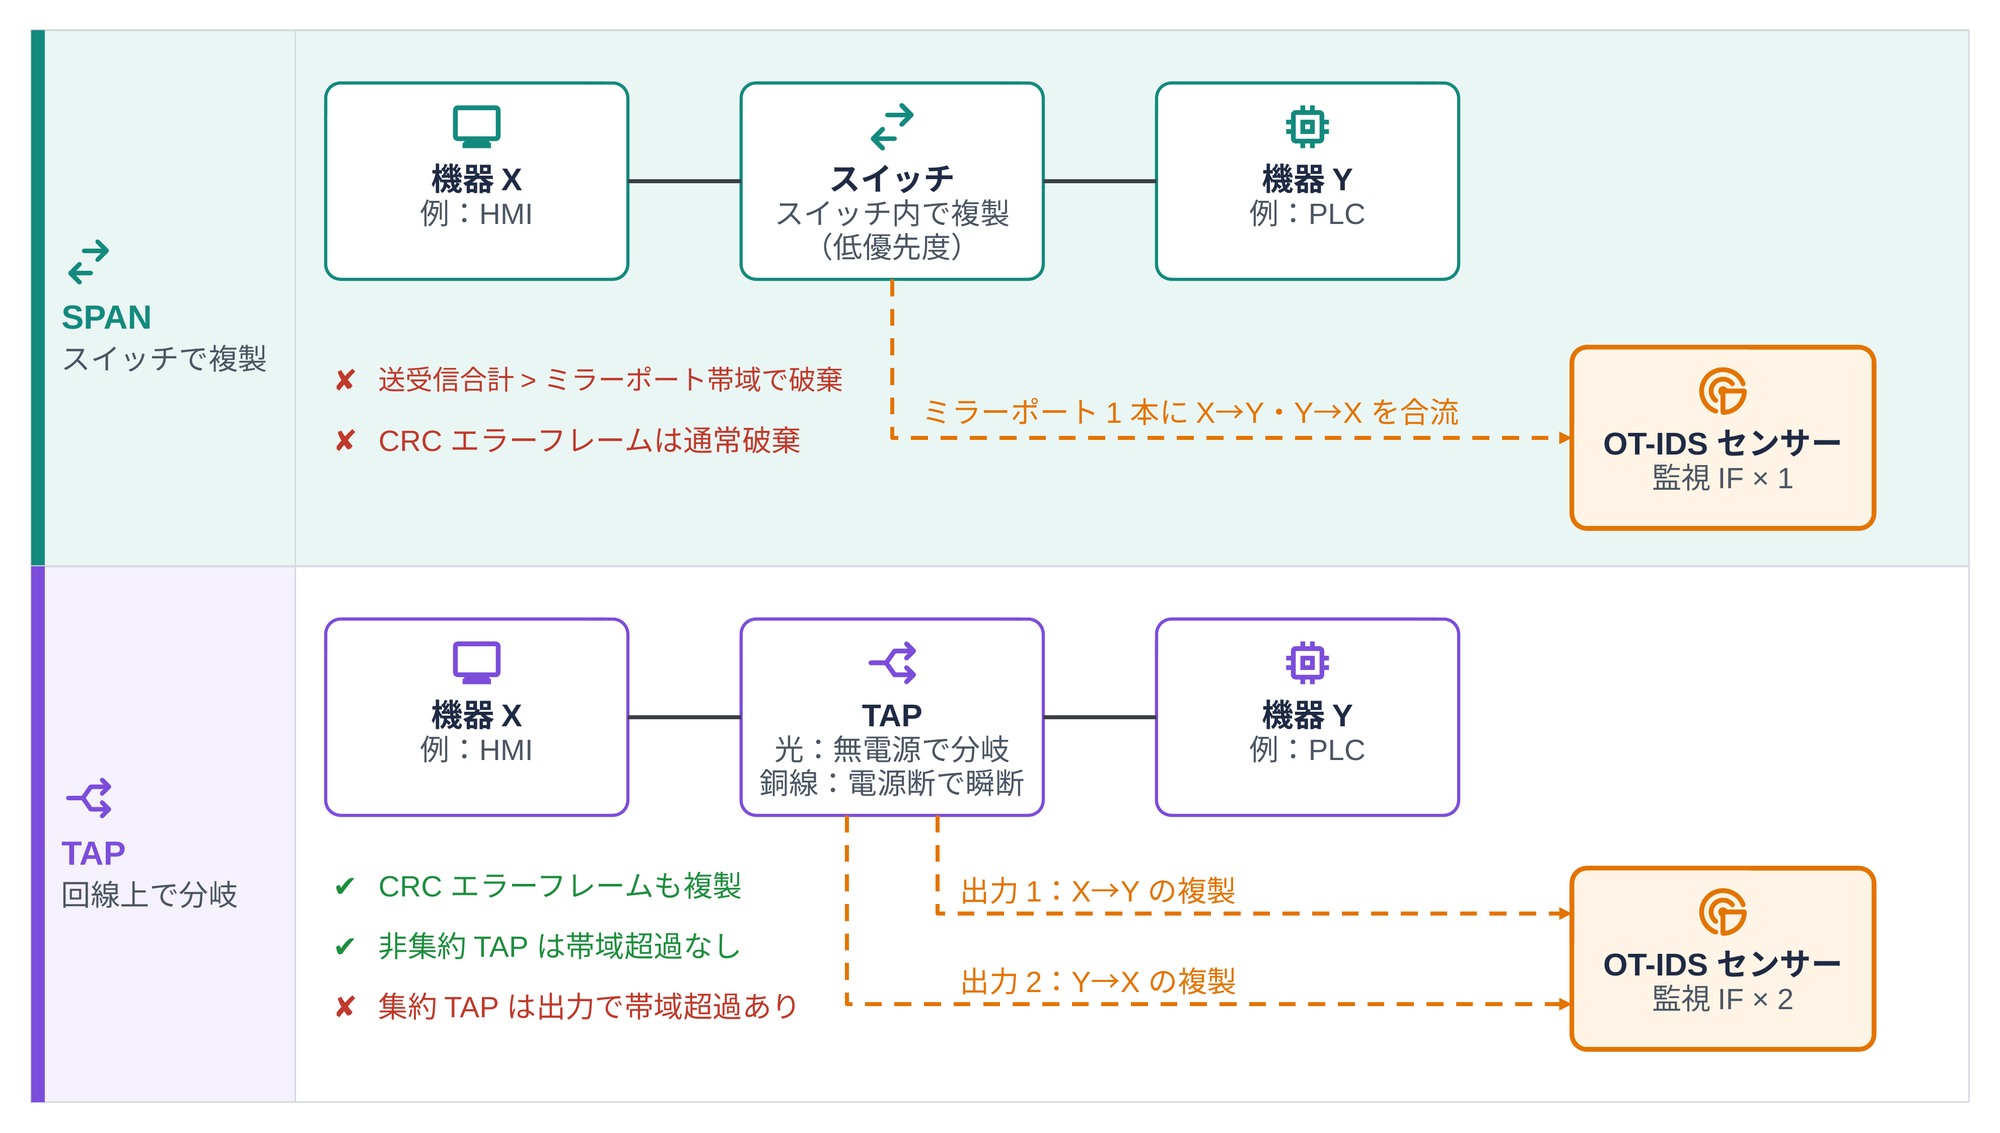 SPAN
スイッチで複製
機器 X
例：HMI
スイッチ
スイッチ内で複製
（低優先度）
機器 Y
例：PLC
✘ 送受信合計 > ミラーポート帯域で破棄
✘ CRC エラーフレームは通常破棄
ミラーポート 1 本に X→Y・Y→X を合流
OT-IDS センサー
監視 IF × 1
TAP
回線上で分岐
機器 X
例：HMI
TAP
光：無電源で分岐
銅線：電源断で瞬断
機器 Y
例：PLC
✔ CRC エラーフレームも複製
✔ 非集約 TAP は帯域超過なし
✘ 集約 TAP は出力で帯域超過あり
出力 1：X→Y の複製
出力 2：Y→X の複製
OT-IDS センサー
監視 IF × 2